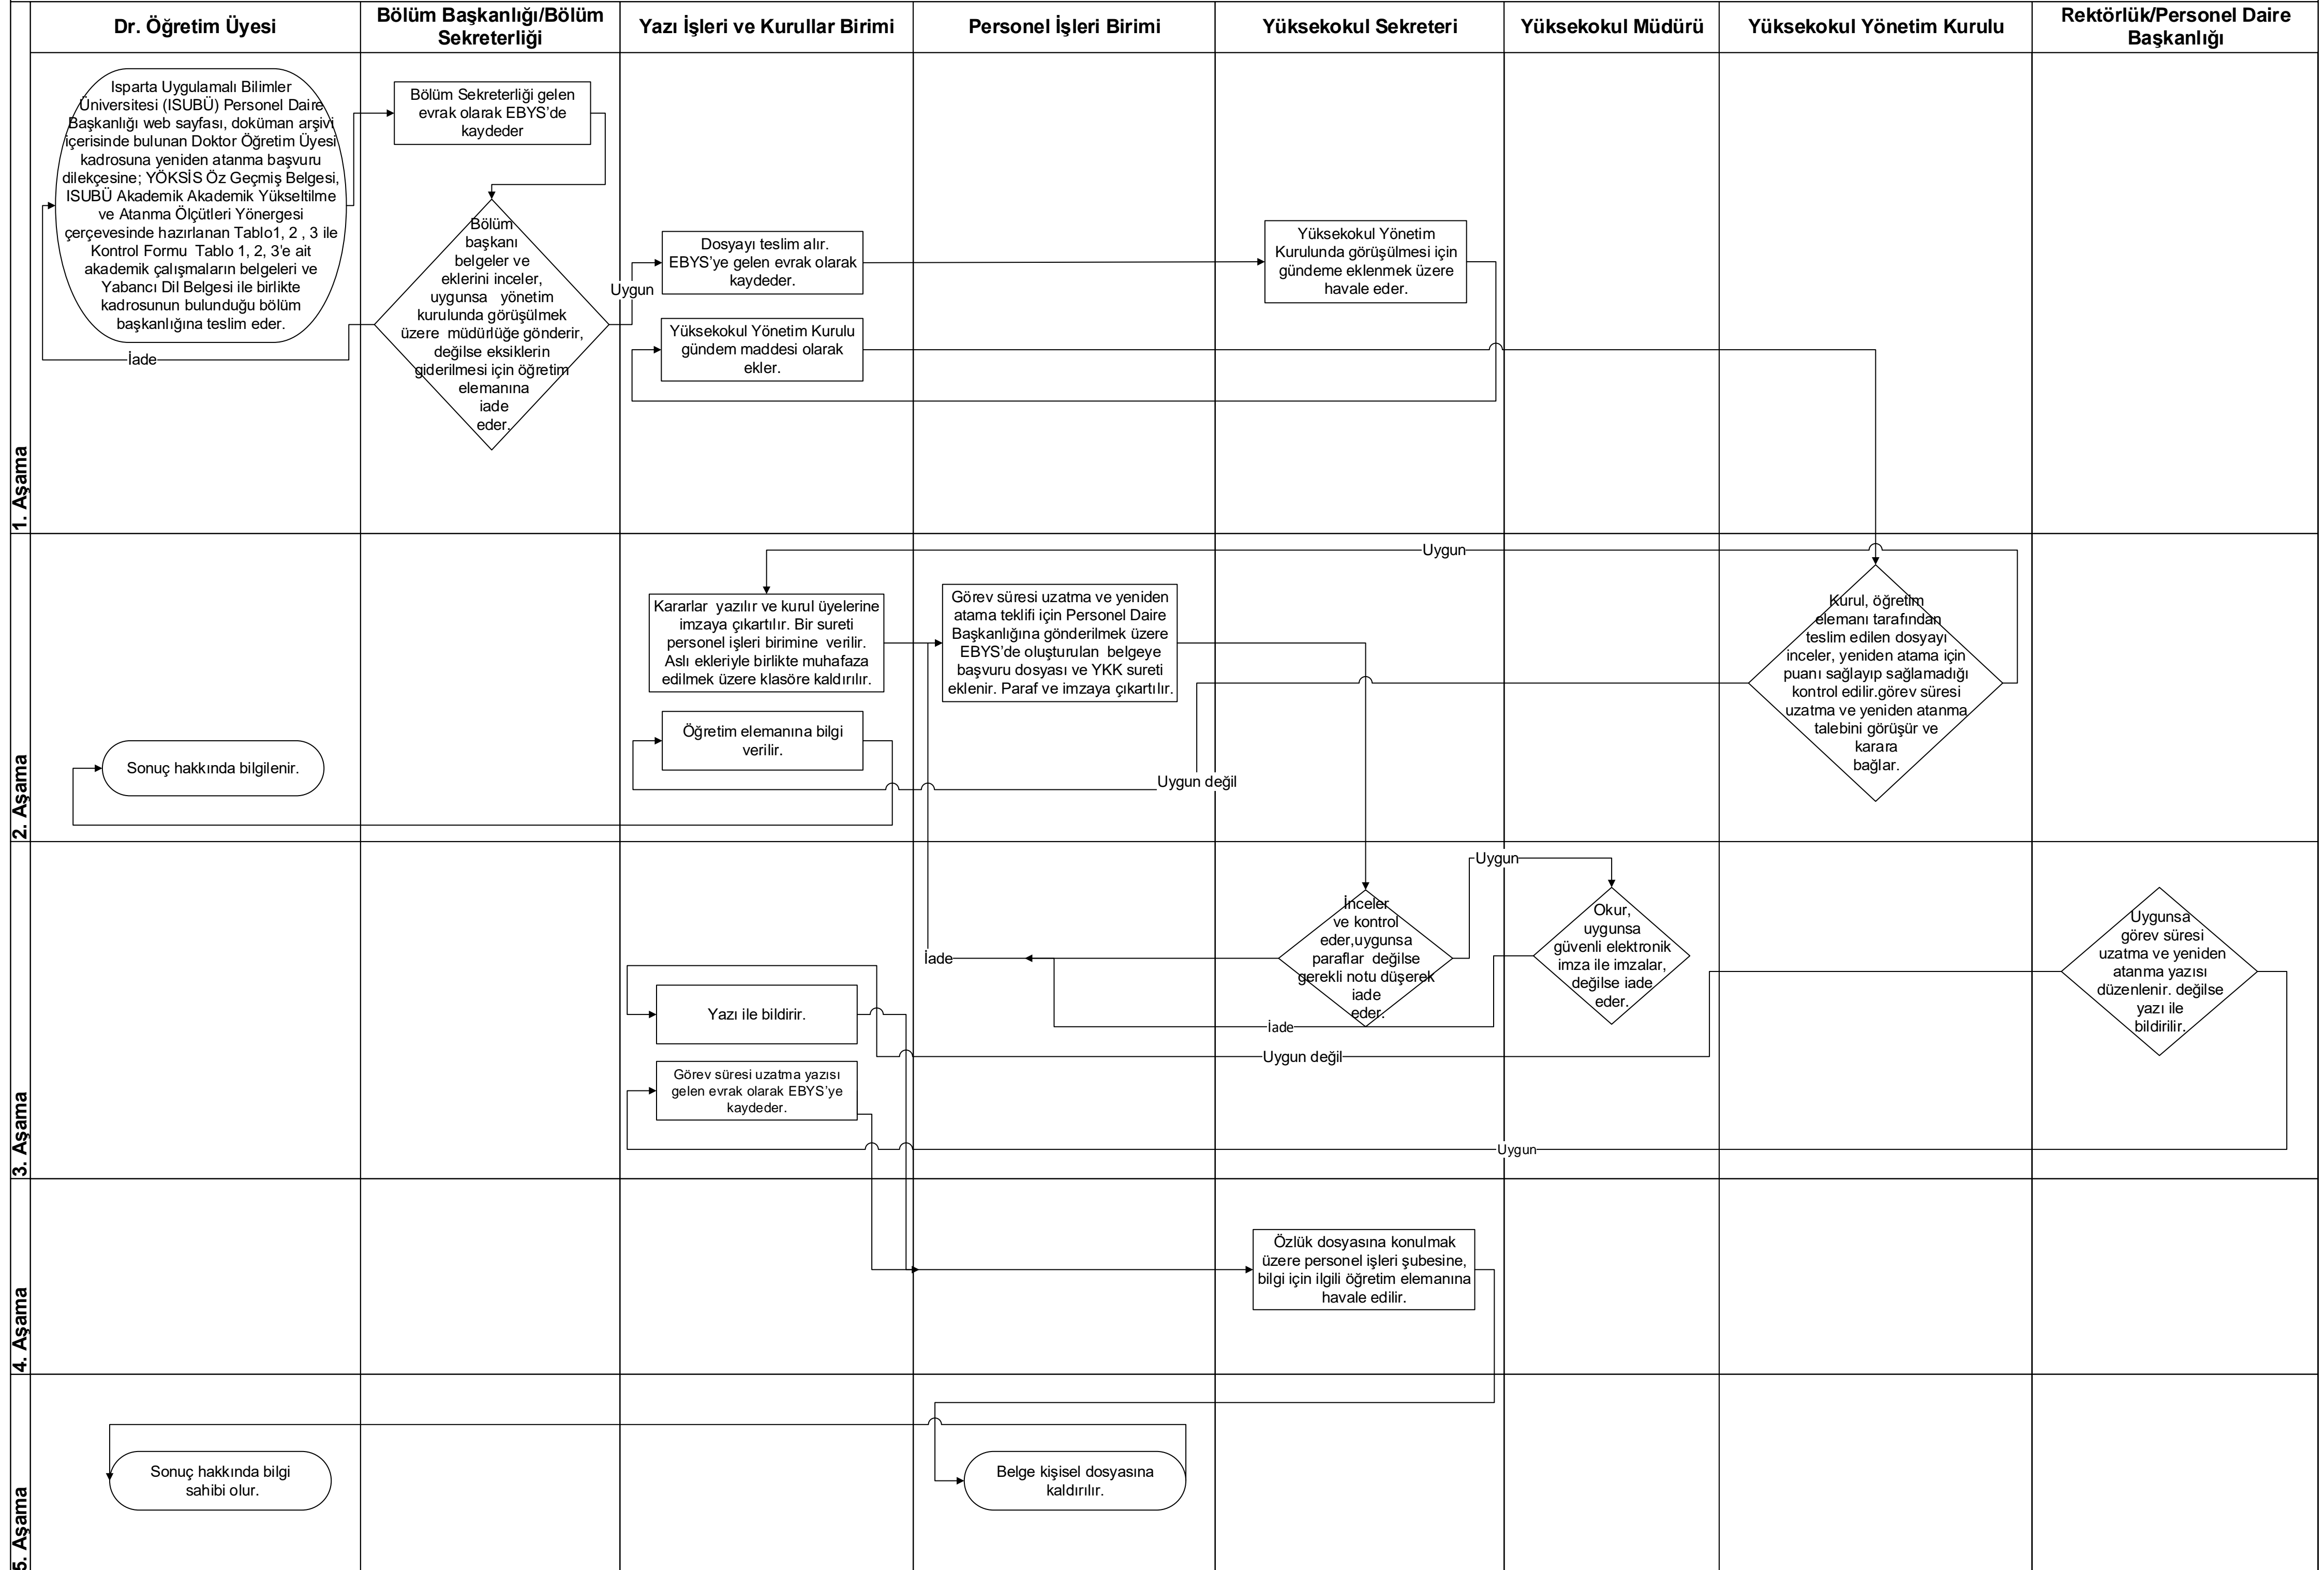 Dr. Öğretim Üyesi
Bölüm Başkanlığı/Bölüm
Sekreterliği
Yazı İşleri ve Kurullar Birimi
Personel İşleri Birimi
Yüksekokul Sekreteri
Yüksekokul Müdürü
Yüksekokul Yönetim Kurulu
Rektörlük/Personel Daire
Başkanlığı
1. Aşama
Isparta Uygulamalı Bilimler
Üniversitesi (ISUBÜ) Personel Daire
Başkanlığı web sayfası, doküman arşivi
içerisinde bulunan Doktor Öğretim Üyesi
kadrosuna yeniden atanma başvuru
dilekçesine; YÖKSİS Öz Geçmiş Belgesi,
ISUBÜ Akademik Akademik Yükseltilme
ve Atanma Ölçütleri Yönergesi
çerçevesinde hazırlanan Tablo1, 2 , 3 ile
Kontrol Formu  Tablo 1, 2, 3’e ait
akademik çalışmaların belgeleri ve
Yabancı Dil Belgesi ile birlikte
kadrosunun bulunduğu bölüm
başkanlığına teslim eder.
İade
Bölüm Sekreterliği gelen
evrak olarak EBYS’de
kaydeder
Bölüm
başkanı
belgeler ve
eklerini inceler,
uygunsa   yönetim
kurulunda görüşülmek
üzere  müdürlüğe gönderir,
değilse eksiklerin
giderilmesi için öğretim
elemanına
iade
eder.
Uygun
Dosyayı teslim alır.
EBYS’ye gelen evrak olarak
kaydeder.
Yüksekokul Yönetim Kurulu
gündem maddesi olarak
ekler.
Yüksekokul Yönetim
Kurulunda görüşülmesi için
gündeme eklenmek üzere
havale eder.
2. Aşama
Uygun
Kararlar  yazılır ve kurul üyelerine
imzaya çıkartılır. Bir sureti
personel işleri birimine  verilir.
Aslı ekleriyle birlikte muhafaza
edilmek üzere klasöre kaldırılır.
Görev süresi uzatma ve yeniden
atama teklifi için Personel Daire
Başkanlığına gönderilmek üzere
EBYS’de oluşturulan  belgeye
başvuru dosyası ve YKK sureti
eklenir. Paraf ve imzaya çıkartılır.
Kurul, öğretim
elemanı tarafından
teslim edilen dosyayı
inceler, yeniden atama için
puanı sağlayıp sağlamadığı
kontrol edilir.görev süresi
uzatma ve yeniden atanma
talebini görüşür ve
karara
bağlar.
Öğretim elemanına bilgi
verilir.
Sonuç hakkında bilgilenir.
Uygun değil
3. Aşama
Uygun
İnceler
ve kontrol
eder,uygunsa
paraflar  değilse
gerekli notu düşerek
iade
eder.
Okur,
uygunsa
güvenli elektronik
imza ile imzalar,
değilse iade
eder.
Uygunsa
görev süresi
uzatma ve yeniden
atanma yazısı
düzenlenir. değilse
yazı ile
bildirilir.
İade
Yazı ile bildirir.
İade
Uygun değil
Görev süresi uzatma yazısı
gelen evrak olarak EBYS’ye
kaydeder.
Uygun
4. Aşama
Özlük dosyasına konulmak
üzere personel işleri şubesine,
bilgi için ilgili öğretim elemanına
havale edilir.
5. Aşama
Sonuç hakkında bilgi
sahibi olur.
Belge kişisel dosyasına
kaldırılır.